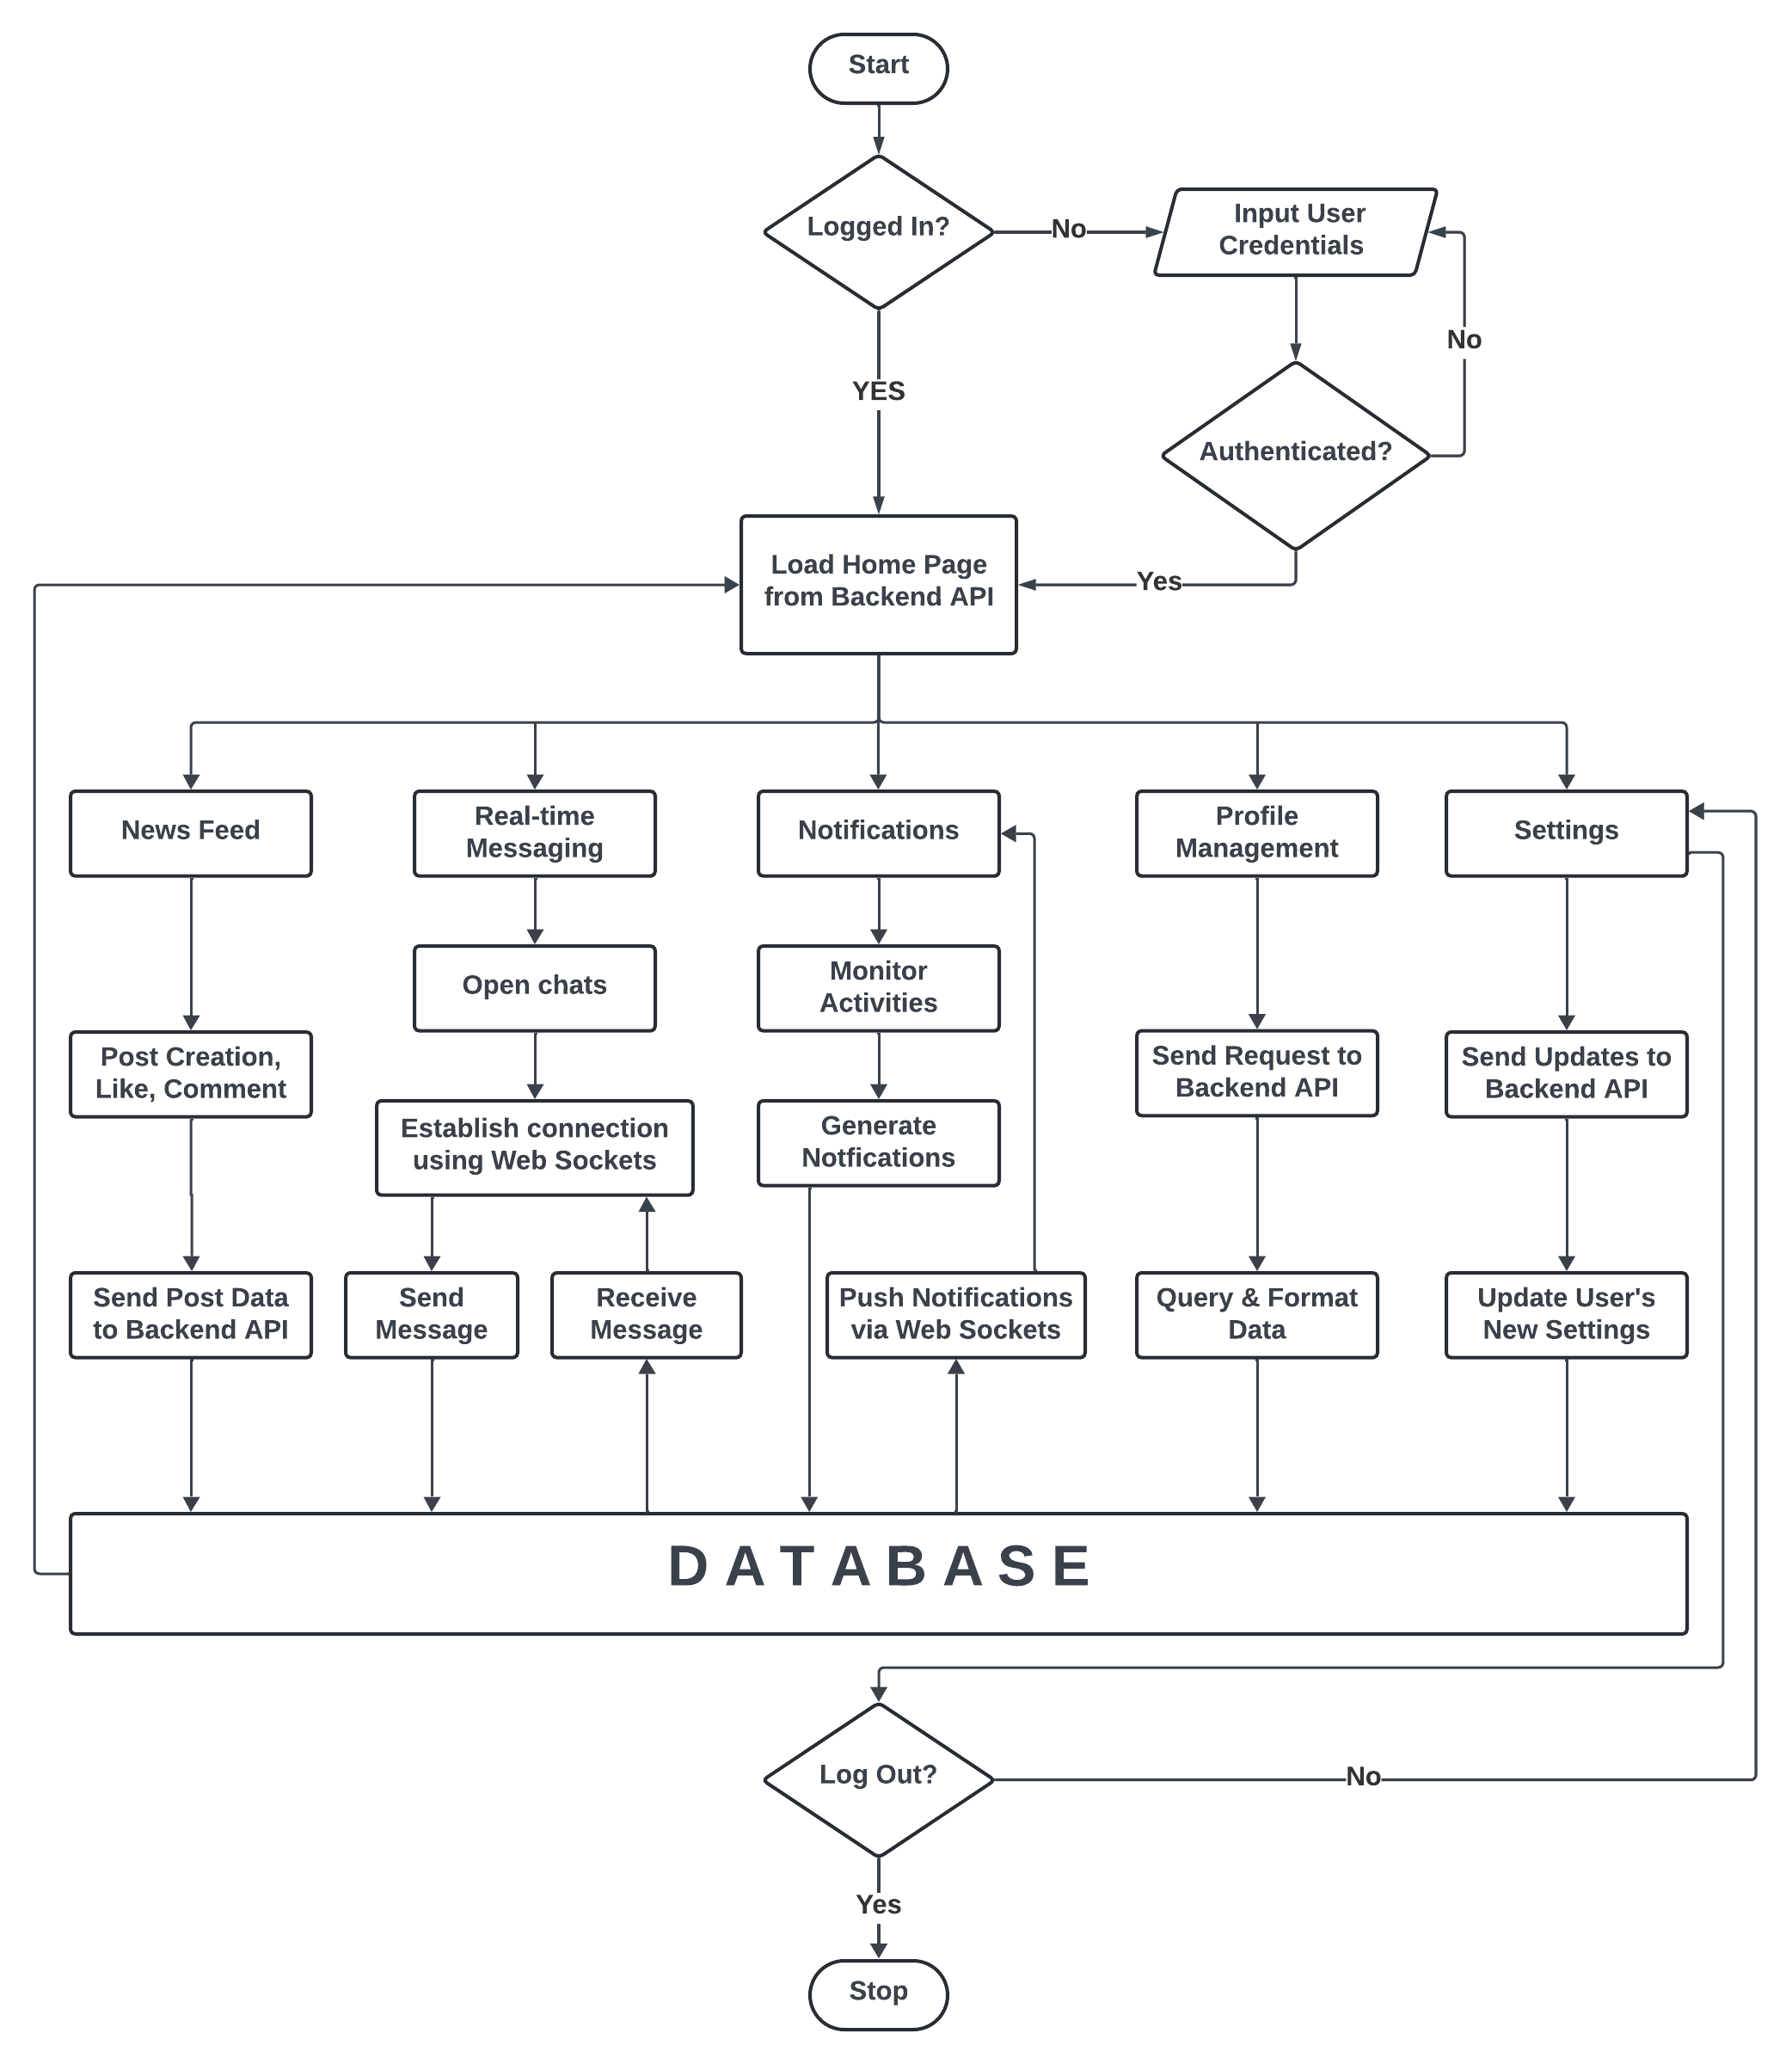 Start
Logged In?
No
Input User
Credentials
No
YES
Authenticated?
Load Home Page
from Backend API
Yes
News Feed
Real-time
Messaging
Notifications
Profile
Management
Settings
Open chats
Monitor
Activities
Post Creation,
Like, Comment
Send Request to
Backend API
Send Updates to
Backend API
Establish connection
using Web Sockets
Generate
Notfications
Send Post Data
to Backend API
Send
Message
Receive
Message
Push Notifications
via Web Sockets
Query & Format
Data
Update User's
New Settings
DATABASE
Log Out?
No
Yes
Stop